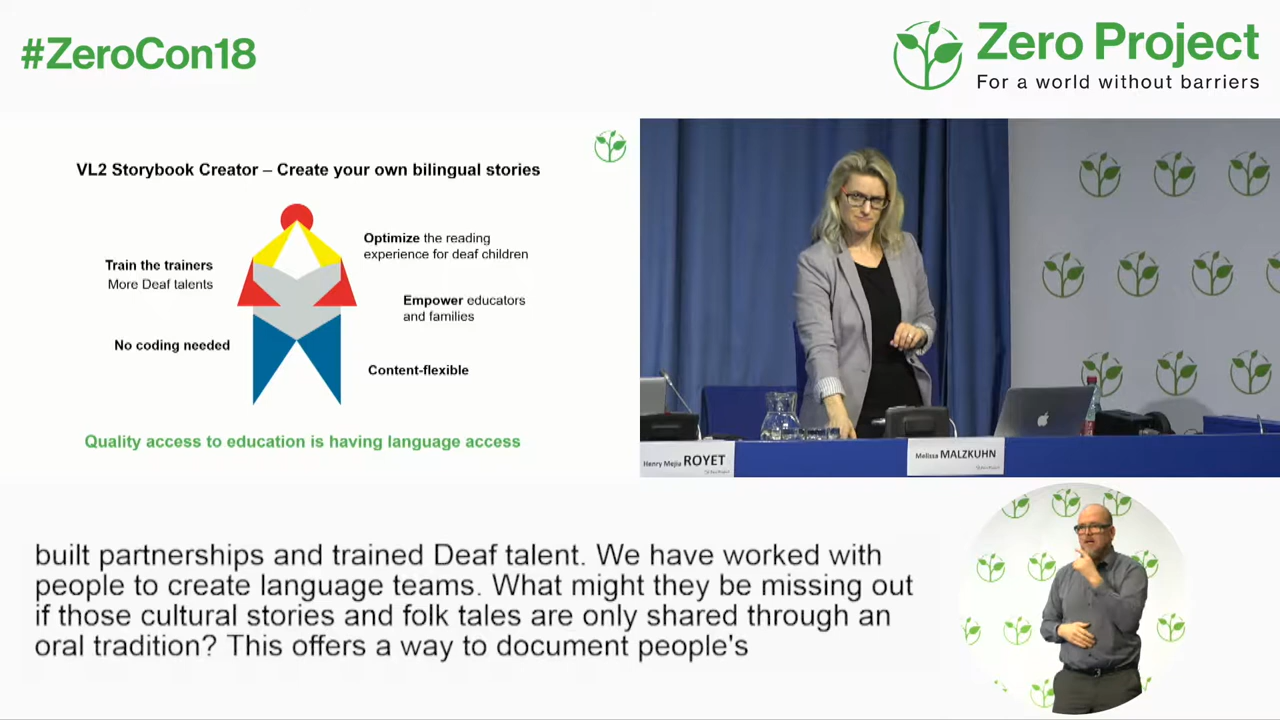 #ZeroCon18
Zero Project
For a world without barriers
VL2 Storybook Creator – Create your own bilingual stories
Train the trainers
More Deaf talents
No coding needed
Optimize the reading
experience for deaf children
Empower educators
and families
Content-flexible
Quality access to education is having language access
Henry Mejia ROYET
Melissa MALZKUHN
built partnerships and trained Deaf talent. We have worked with
people to create language teams. What might they be missing out
if those cultural stories and folk tales are only shared through an
oral tradition? This offers a way to document people's